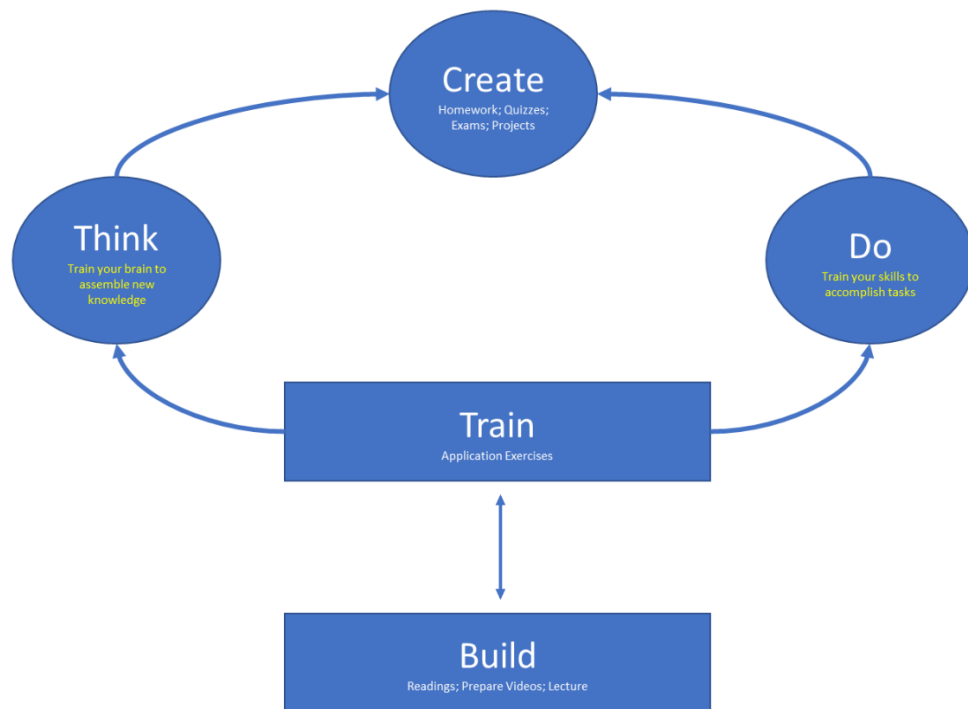 Create
Homework; Quizzes;
Exams; Projects
Think
Train your brain to
assemble new
knowledge
Do
Train your skills to
accomplish tasks
Train
Application Exercises
Build
Readings; Prepare Videos; Lecture